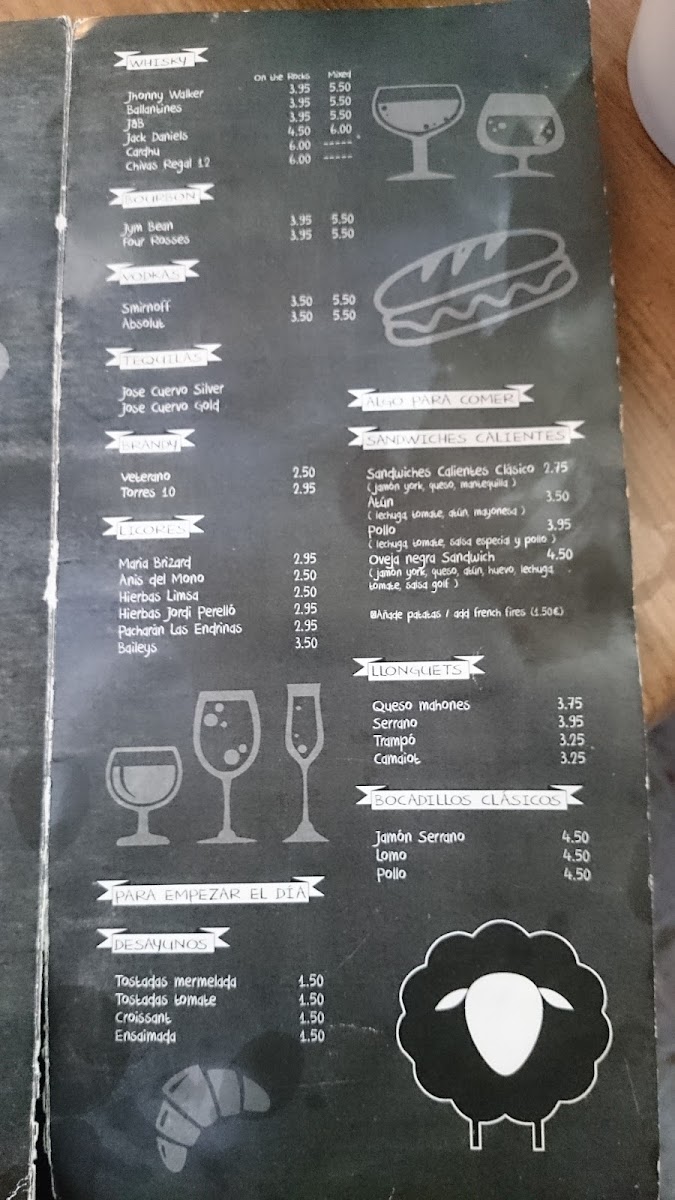 WHISKY
On the Rocks Mixed
Jhonny Walker 3.95 5.50
Ballantines 3.95 5.50
J&B 3.95 5.50
Jack Daniels 4.50 6.00
Cardhu 6.00 -----
Chivas Regal 12 6.00 -----
BOURBON
Jym Bean 3.95 5.50
Four Rosses 3.95 5.50
VODKAS
Smirnoff 3.50 5.50
Absolut 3.50 5.50
TEQUILAS
Jose Cuervo Silver
Jose Cuervo Gold
BRANDY
Veterano 2.50
Torres 10 2.95
LICORES
Maria Brizard 2.95
Anis del Mono 2.50
Hierbas Limsa 2.50
Hierbas Jordi Perelló 2.95
Pacharán Las Endrinas 2.95
Baileys 3.50
PARA EMPEZAR EL DÍA
DESAYUNOS
Tostadas mermelada 1.50
Tostadas tomate 1.50
Croissant 1.50
Ensaimada 1.50
ALGO PARA COMER
SANDWICHES CALIENTES
Sandwiches Calientes Clásico 2.75
( jamón york, queso, mantequilla )
Atún 3.50
( lechuga tomate, atún, mayonesa )
Pollo 3.95
( lechuga tomate, salsa especial y pollo )
Oveja negra Sandwich 4.50
( jamón york, queso, atún, huevo, lechuga
tomate, salsa golf )
Añade patatas / add french fires (1.50€)
LLONGUETS
Queso mahones 3.75
Serrano 3.95
Trampó 3.25
Camaiot 3.25
BOCADILLOS CLÁSICOS
Jamón Serrano 4.50
Lomo 4.50
Pollo 4.50